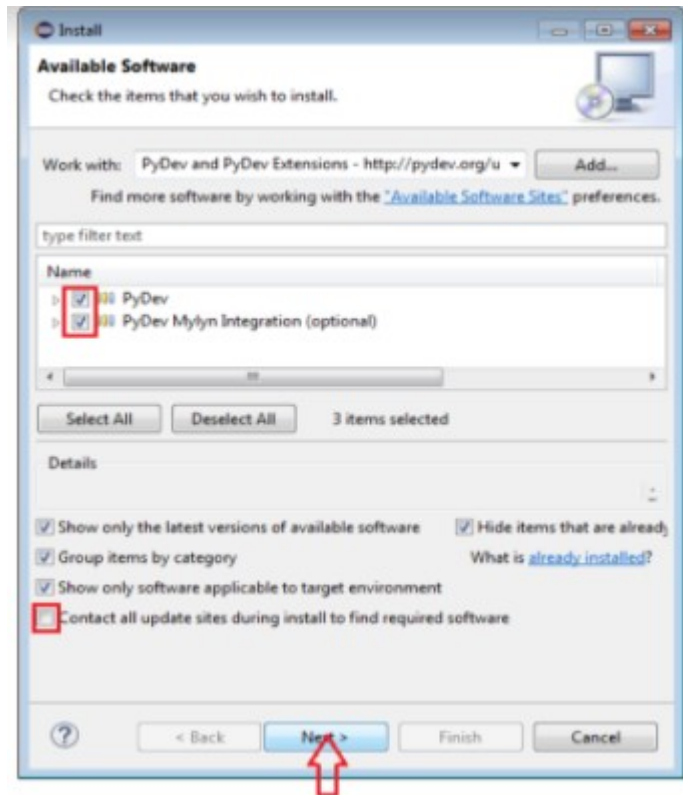 Install
Available Software
Check the items that you wish to install.
Work with: PyDev and PyDev Extensions - http://pydev.org/u Add...
Find more software by working with the "Available Software Sites" preferences.
type filter text
Name
PyDev
PyDev Mylyn Integration (optional)
Select All Deselect All 3 items selected
Details
Show only the latest versions of available software Hide items that are already
Group items by category What is already installed?
Show only software applicable to target environment
Contact all update sites during install to find required software
? < Back Next > Finish Cancel